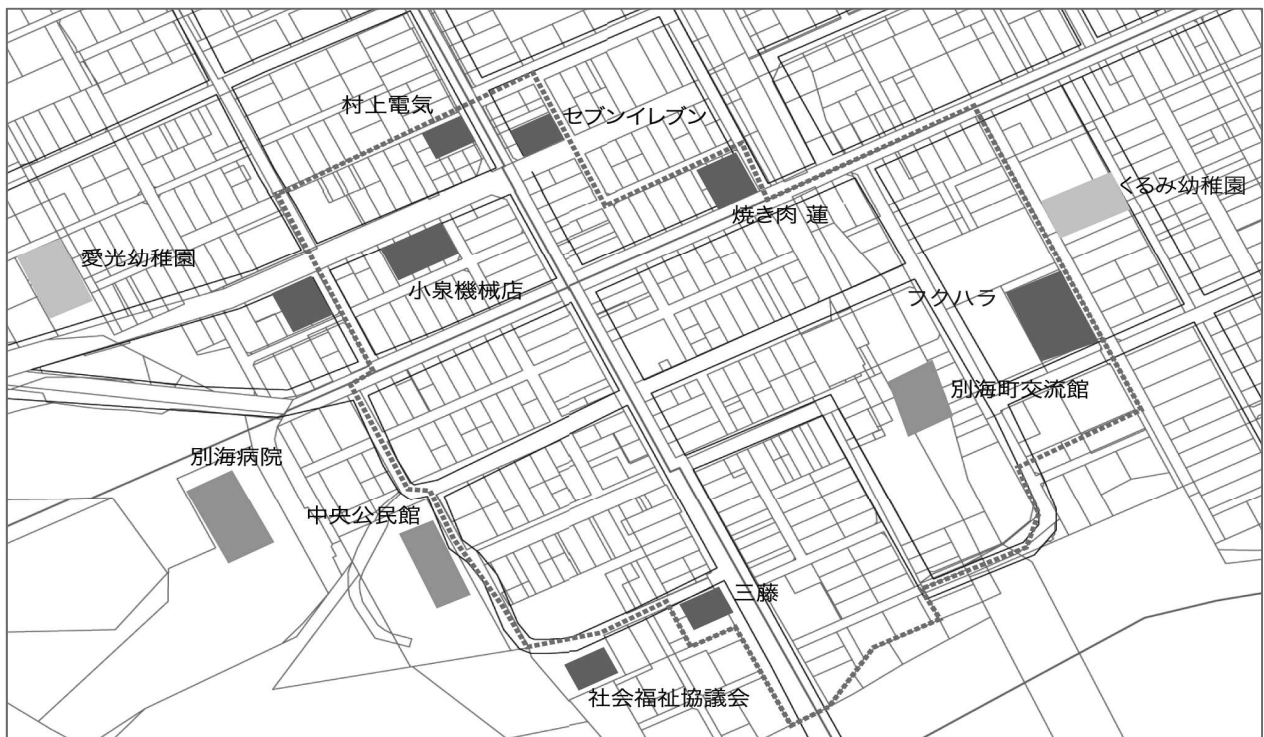 村上電気
セブンイレブン
くるみ幼稚園
焼き肉 蓮
愛光幼稚園
小泉機械店
フクハラ
別海町交流館
別海病院
中央公民館
三藤
社会福祉協議会